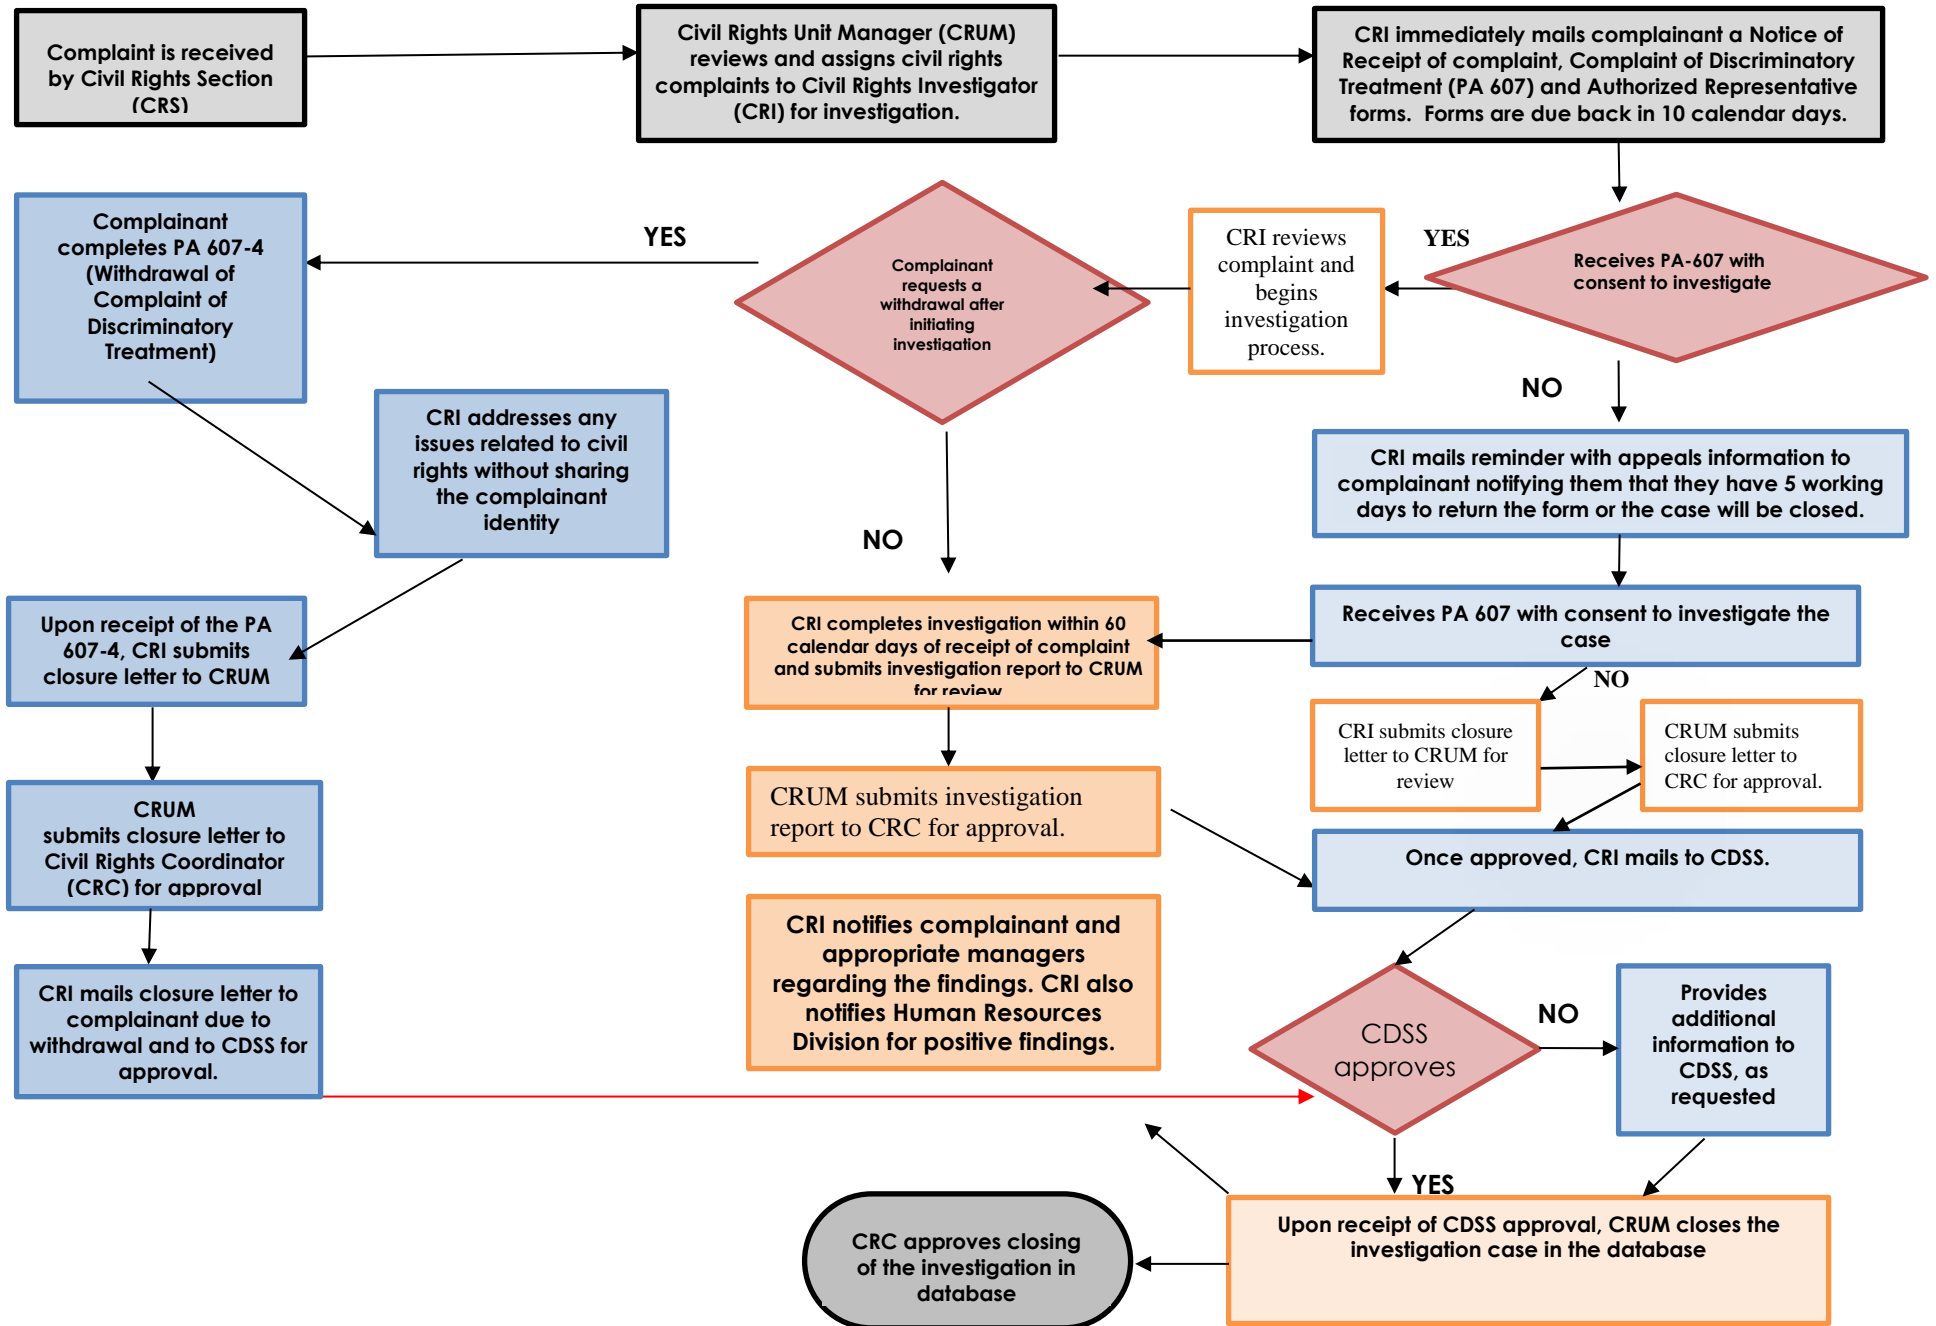 Complaint is received
by Civil Rights Section
(CRS)
Civil Rights Unit Manager (CRUM)
reviews and assigns civil rights
complaints to Civil Rights Investigator
(CRI) for investigation.
CRI immediately mails complainant a Notice of
Receipt of complaint, Complaint of Discriminatory
Treatment (PA 607) and Authorized Representative
forms.  Forms are due back in 10 calendar days.
Complainant
completes PA 607-4
(Withdrawal of
Complaint of
Discriminatory
Treatment)
YES
Complainant
requests a
withdrawal after
initiating
investigation
CRI reviews
complaint and
begins
investigation
process.
YES
Receives PA-607 with
consent to investigate
NO
CRI addresses any
issues related to civil
rights without sharing
the complainant
identity
NO
CRI mails reminder with appeals information to
complainant notifying them that they have 5 working
days to return the form or the case will be closed.
Upon receipt of the PA
607-4, CRI submits
closure letter to CRUM
CRI completes investigation within 60
calendar days of receipt of complaint
and submits investigation report to CRUM
for review
Receives PA 607 with consent to investigate the
case
NO
CRI submits closure
letter to CRUM for
review
CRUM submits
closure letter to
CRC for approval.
CRUM
submits closure letter to
Civil Rights Coordinator
(CRC) for approval
CRUM submits investigation
report to CRC for approval.
Once approved, CRI mails to CDSS.
CRI notifies complainant and
appropriate managers
regarding the findings. CRI also
notifies Human Resources
Division for positive findings.
CRI mails closure letter to
complainant due to
withdrawal and to CDSS for
approval.
CDSS
approves
NO
Provides
additional
information to
CDSS, as
requested
YES
CRC approves closing
of the investigation in
database
Upon receipt of CDSS approval, CRUM closes the
investigation case in the database